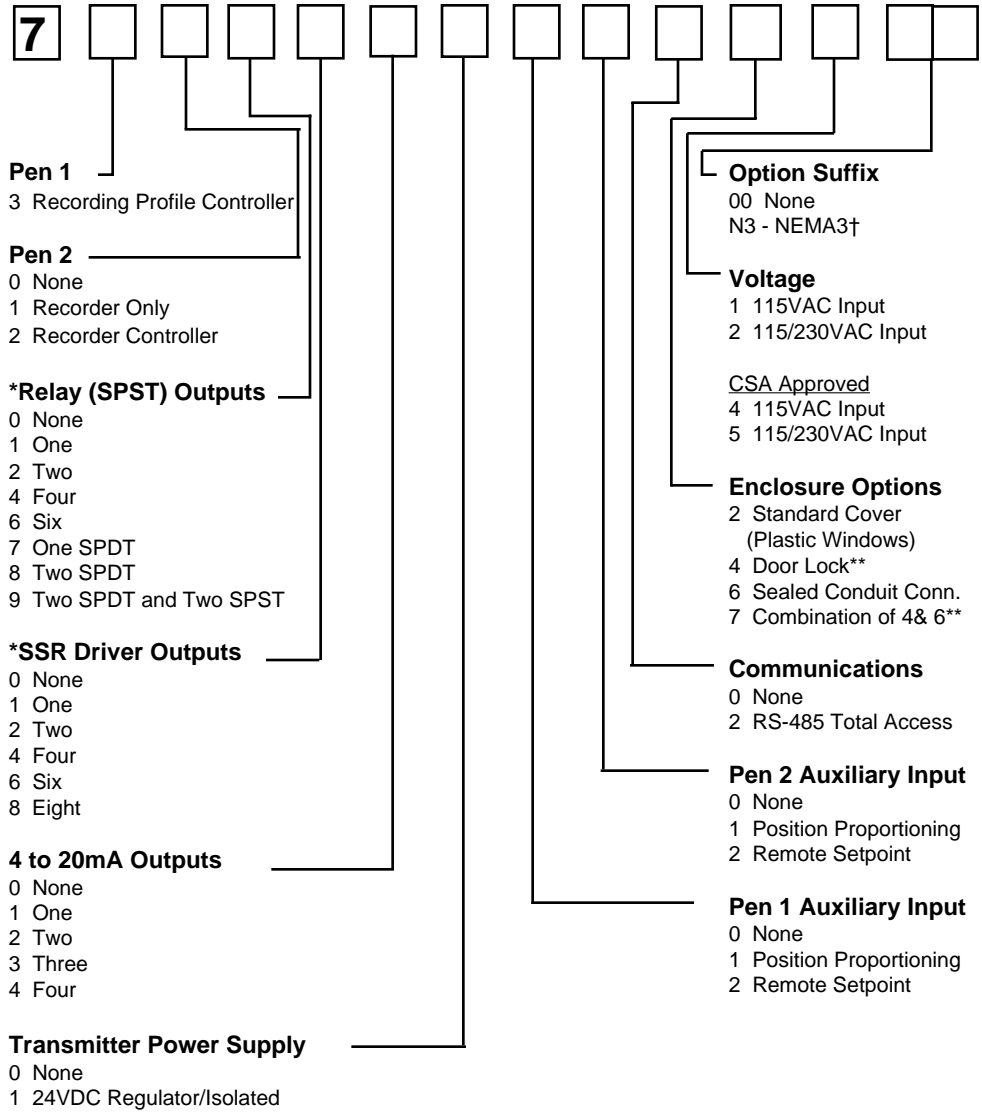 7
Pen 1
3 Recording Profile Controller
Pen 2
0 None
1 Recorder Only
2 Recorder Controller
*Relay (SPST) Outputs
0 None
1 One
2 Two
4 Four
6 Six
7 One SPDT
8 Two SPDT
9 Two SPDT and Two SPST
*SSR Driver Outputs
0 None
1 One
2 Two
4 Four
6 Six
8 Eight
4 to 20mA Outputs
0 None
1 One
2 Two
3 Three
4 Four
Transmitter Power Supply
0 None
1 24VDC Regulator/Isolated
Option Suffix
00 None
N3 - NEMA3†
Voltage
1 115VAC Input
2 115/230VAC Input
CSA Approved
4 115VAC Input
5 115/230VAC Input
Enclosure Options
2 Standard Cover
(Plastic Windows)
4 Door Lock**
6 Sealed Conduit Conn.
7 Combination of 4& 6**
Communications
0 None
2 RS-485 Total Access
Pen 2 Auxiliary Input
0 None
1 Position Proportioning
2 Remote Setpoint
Pen 1 Auxiliary Input
0 None
1 Position Proportioning
2 Remote Setpoint